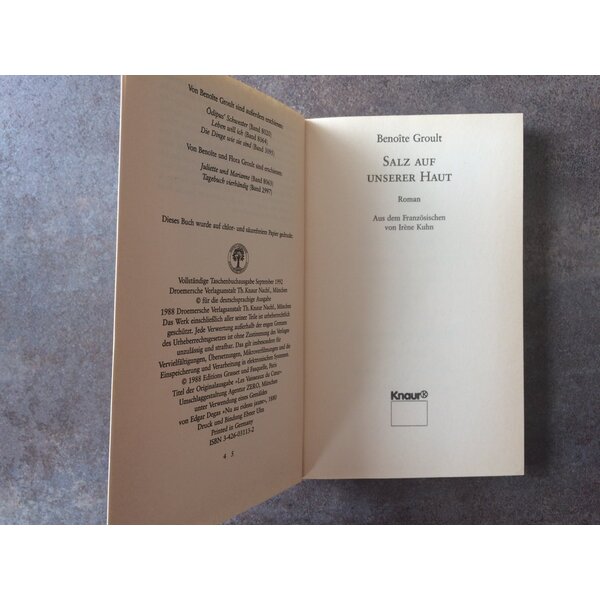 Von Benoîte Groult sind außerdem erschienen:
Ödipus' Schwester (Band 8020)
Leben will ich (Band 8064)
Die Dinge wie sie sind (Band 3095)
Von Benoîte und Flora Groult sind erschienen:
Juliette und Marianne (Band 8063)
Tagebuch vierhändig (Band 2997)
Dieses Buch wurde auf chlor- und säurefreiem Papier gedruckt.
Vollständige Taschenbuchausgabe September 1992
Droemersche Verlagsanstalt Th. Knaur Nachf., München
© für die deutschsprachige Ausgabe
1988 Droemersche Verlagsanstalt Th. Knaur Nachf., München
Das Werk einschließlich aller seiner Teile ist urheberrechtlich
geschützt. Jede Verwertung außerhalb der engen Grenzen
des Urheberrechtsgesetzes ist ohne Zustimmung des Verlages
unzulässig und strafbar. Das gilt insbesondere für
Vervielfältigungen, Übersetzungen, Mikroverfilmungen und die
Einspeicherung und Verarbeitung in elektronischen Systemen.
© 1988 Editions Grasset und Fasquelle, Paris
Titel der Originalausgabe »Les Vaisseaux du Cœur«
Umschlaggestaltung Agentur ZERO, München
unter Verwendung eines Gemäldes
von Edgar Degas »Nu au rideau jaune«, 1880
Druck und Bindung Ebner Ulm
Printed in Germany
ISBN 3-426-03113-2
4 5
Benoîte Groult
SALZ AUF
UNSERER HAUT
Roman
Aus dem Französischen
von Irène Kuhn
Knaur®